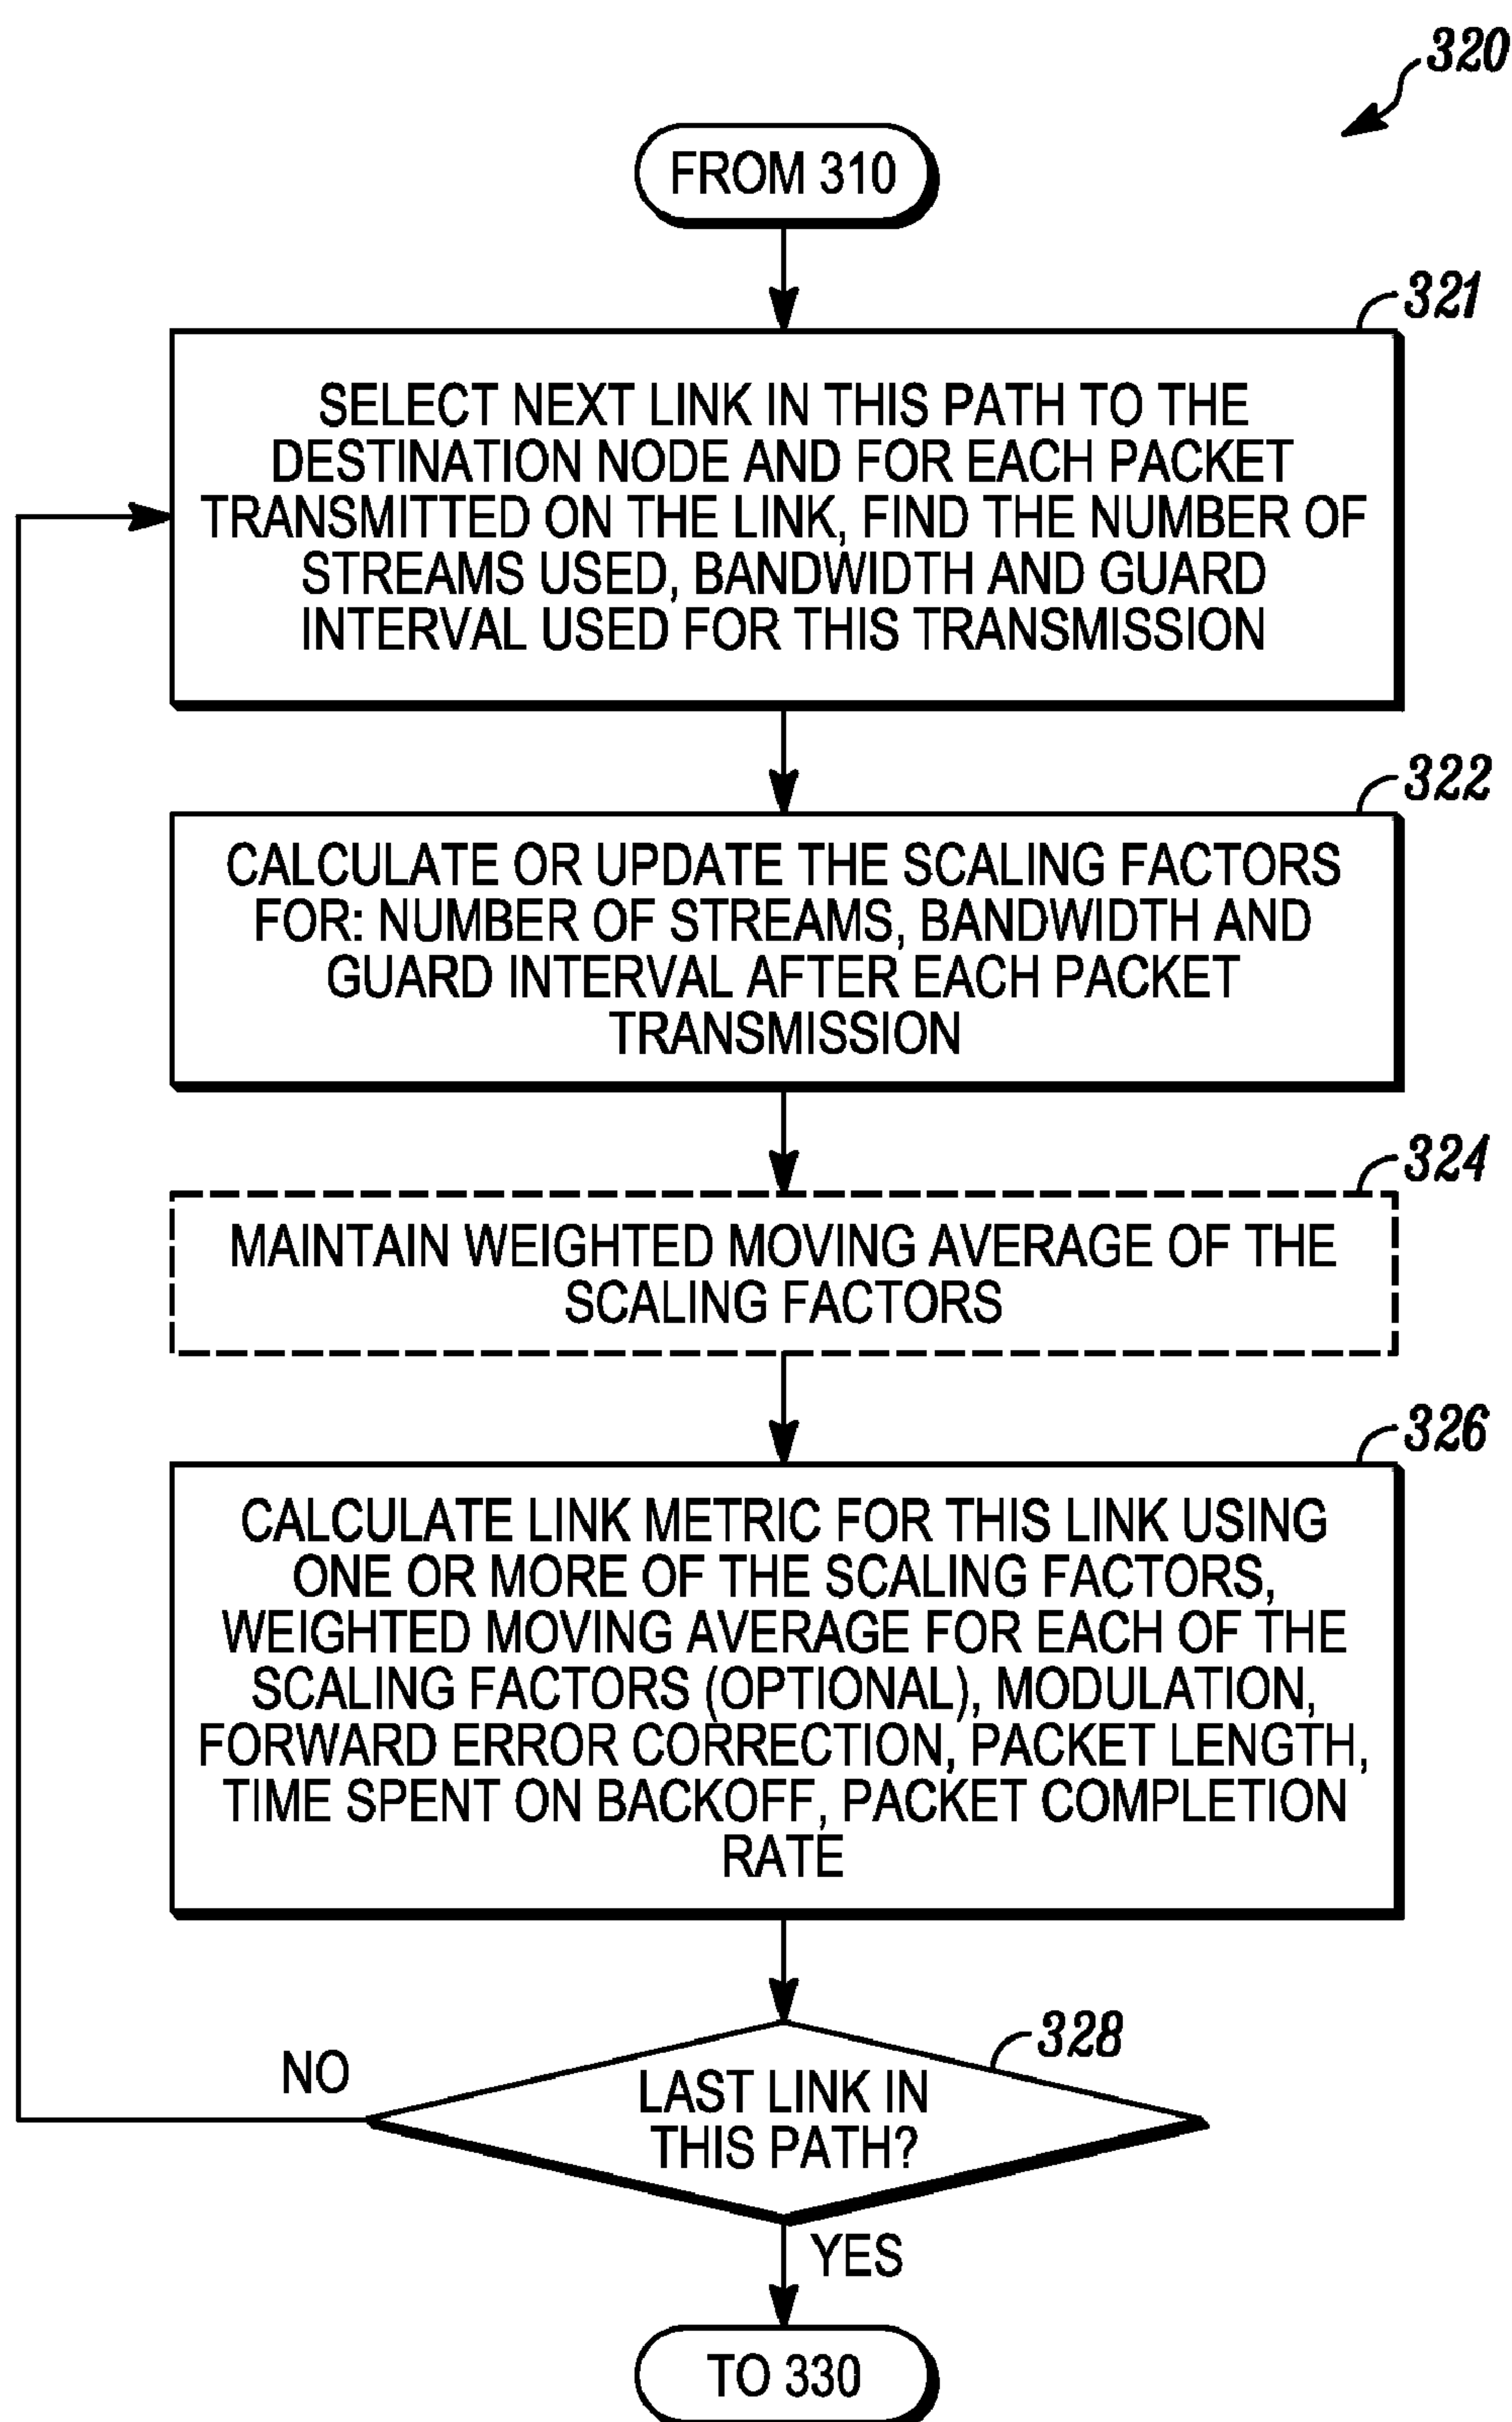 320
FROM 310
321
SELECT NEXT LINK IN THIS PATH TO THE
DESTINATION NODE AND FOR EACH PACKET
TRANSMITTED ON THE LINK, FIND THE NUMBER OF
STREAMS USED, BANDWIDTH AND GUARD
INTERVAL USED FOR THIS TRANSMISSION
322
CALCULATE OR UPDATE THE SCALING FACTORS
FOR: NUMBER OF STREAMS, BANDWIDTH AND
GUARD INTERVAL AFTER EACH PACKET
TRANSMISSION
324
MAINTAIN WEIGHTED MOVING AVERAGE OF THE
SCALING FACTORS
326
CALCULATE LINK METRIC FOR THIS LINK USING
ONE OR MORE OF THE SCALING FACTORS,
WEIGHTED MOVING AVERAGE FOR EACH OF THE
SCALING FACTORS (OPTIONAL), MODULATION,
FORWARD ERROR CORRECTION, PACKET LENGTH,
TIME SPENT ON BACKOFF, PACKET COMPLETION
RATE
328
NO
LAST LINK IN
THIS PATH?
YES
TO 330